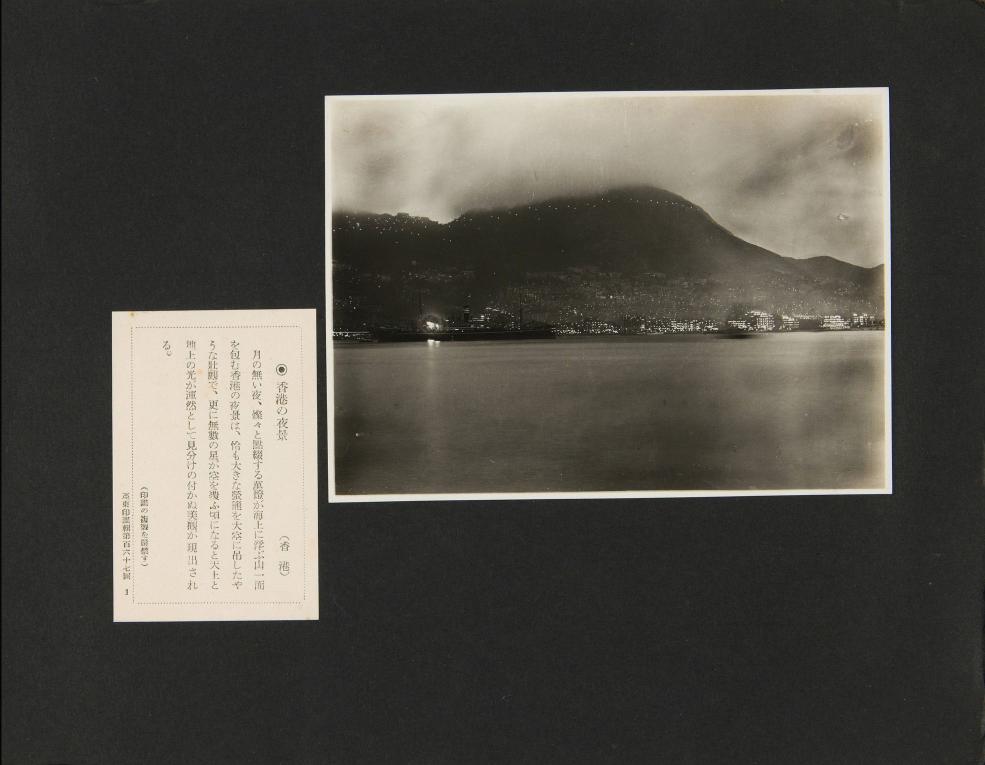 ◉香港の夜景
(香港)
月の無い夜、燦々と點綴する萬燈が海上に浮ぶ山一面
を包む香港の夜景は、恰も大きな螢籠を大空に吊したや
うな壯觀で、更に無數の星が空を覆ふ頃になると天上と
地上の光が渾然として見分けの付かぬ美觀が現出され
る。
(印畫の複製を嚴禁す)
亞東印畫輯第百六十七回 1